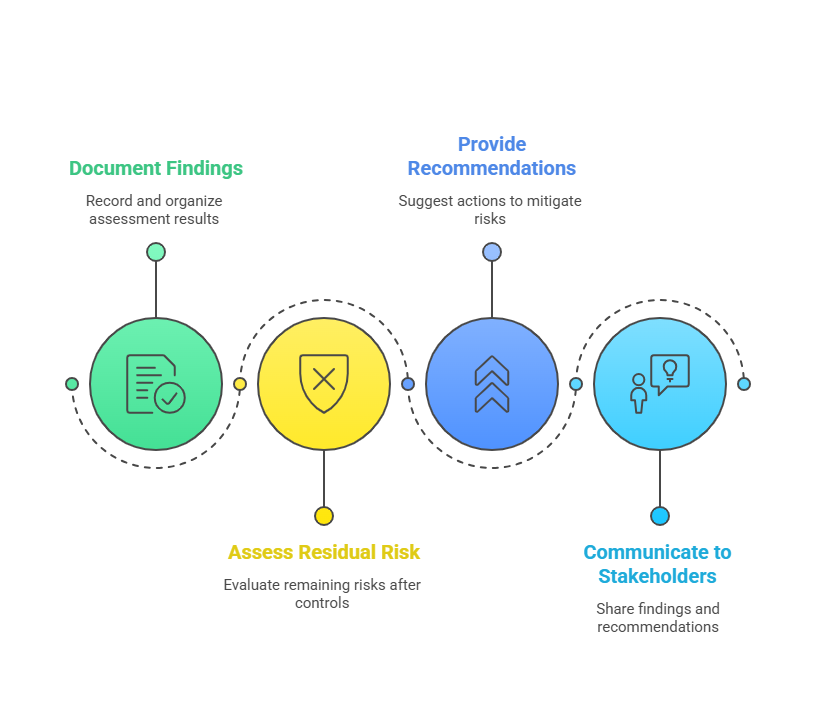 Document Findings
Record and organize
assessment results
Assess Residual Risk
Evaluate remaining risks after
controls
Provide
Recommendations
Suggest actions to mitigate
risks
Communicate to
Stakeholders
Share findings and
recommendations